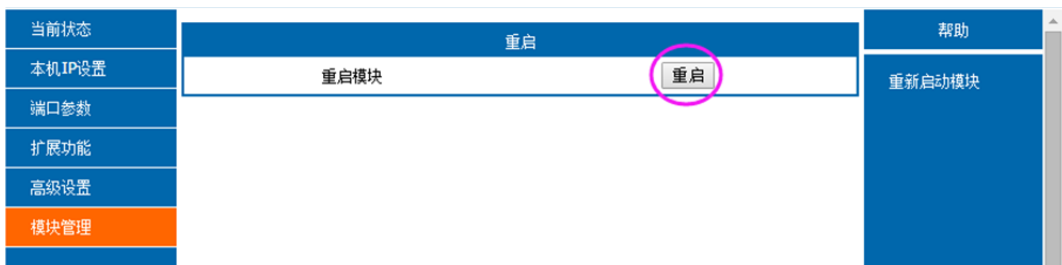 当前状态
本机IP设置
端口参数
扩展功能
高级设置
模块管理
重启
重启模块
重启
帮助
重新启动模块